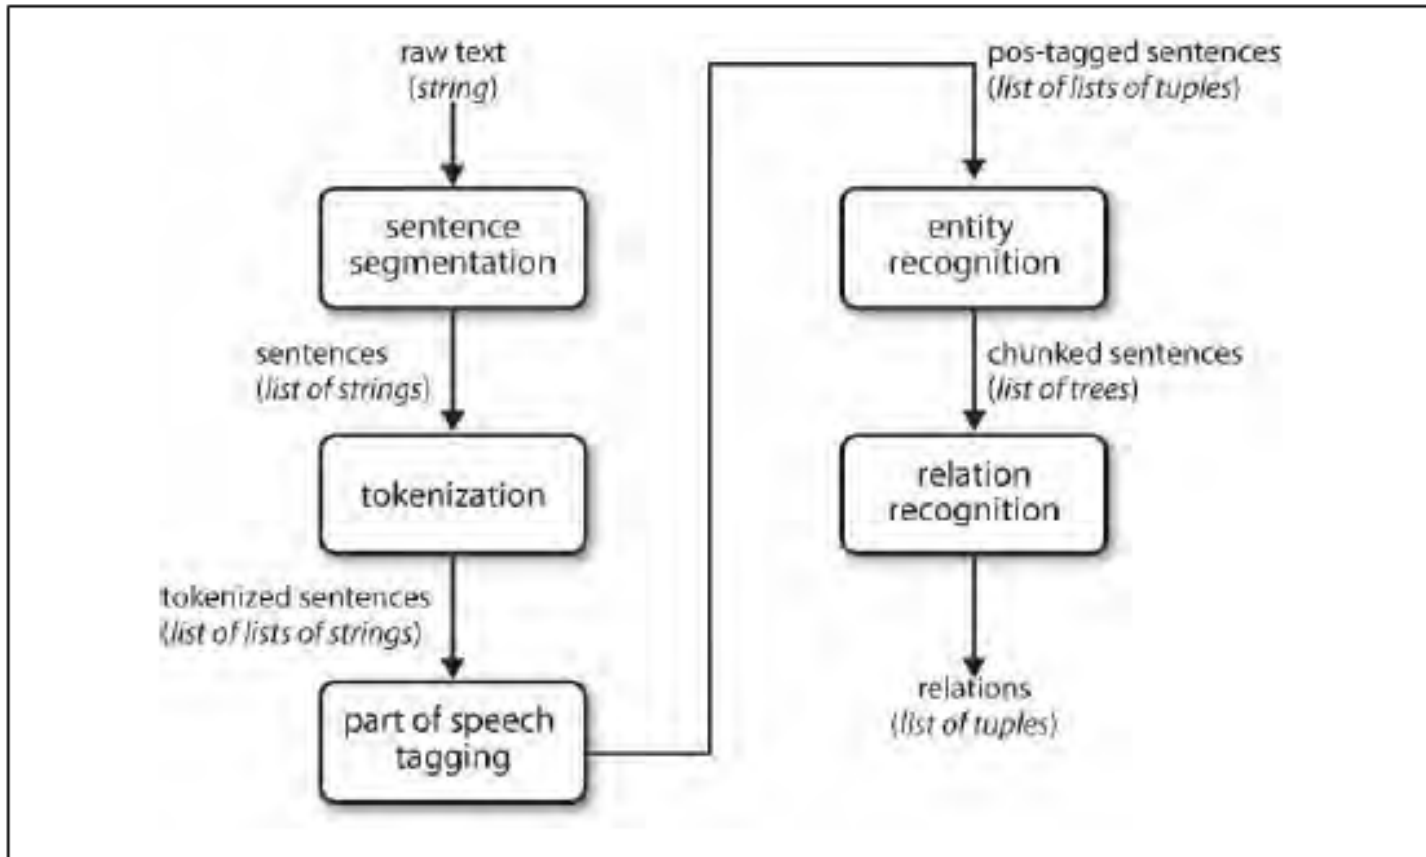 raw text
(string)
sentence
segmentation
sentences
(list of strings)
tokenization
tokenized sentences
(list of lists of strings)
part of speech
tagging
pos-tagged sentences
(list of lists of tuples)
entity
recognition
chunked sentences
(list of trees)
relation
recognition
relations
(list of tuples)